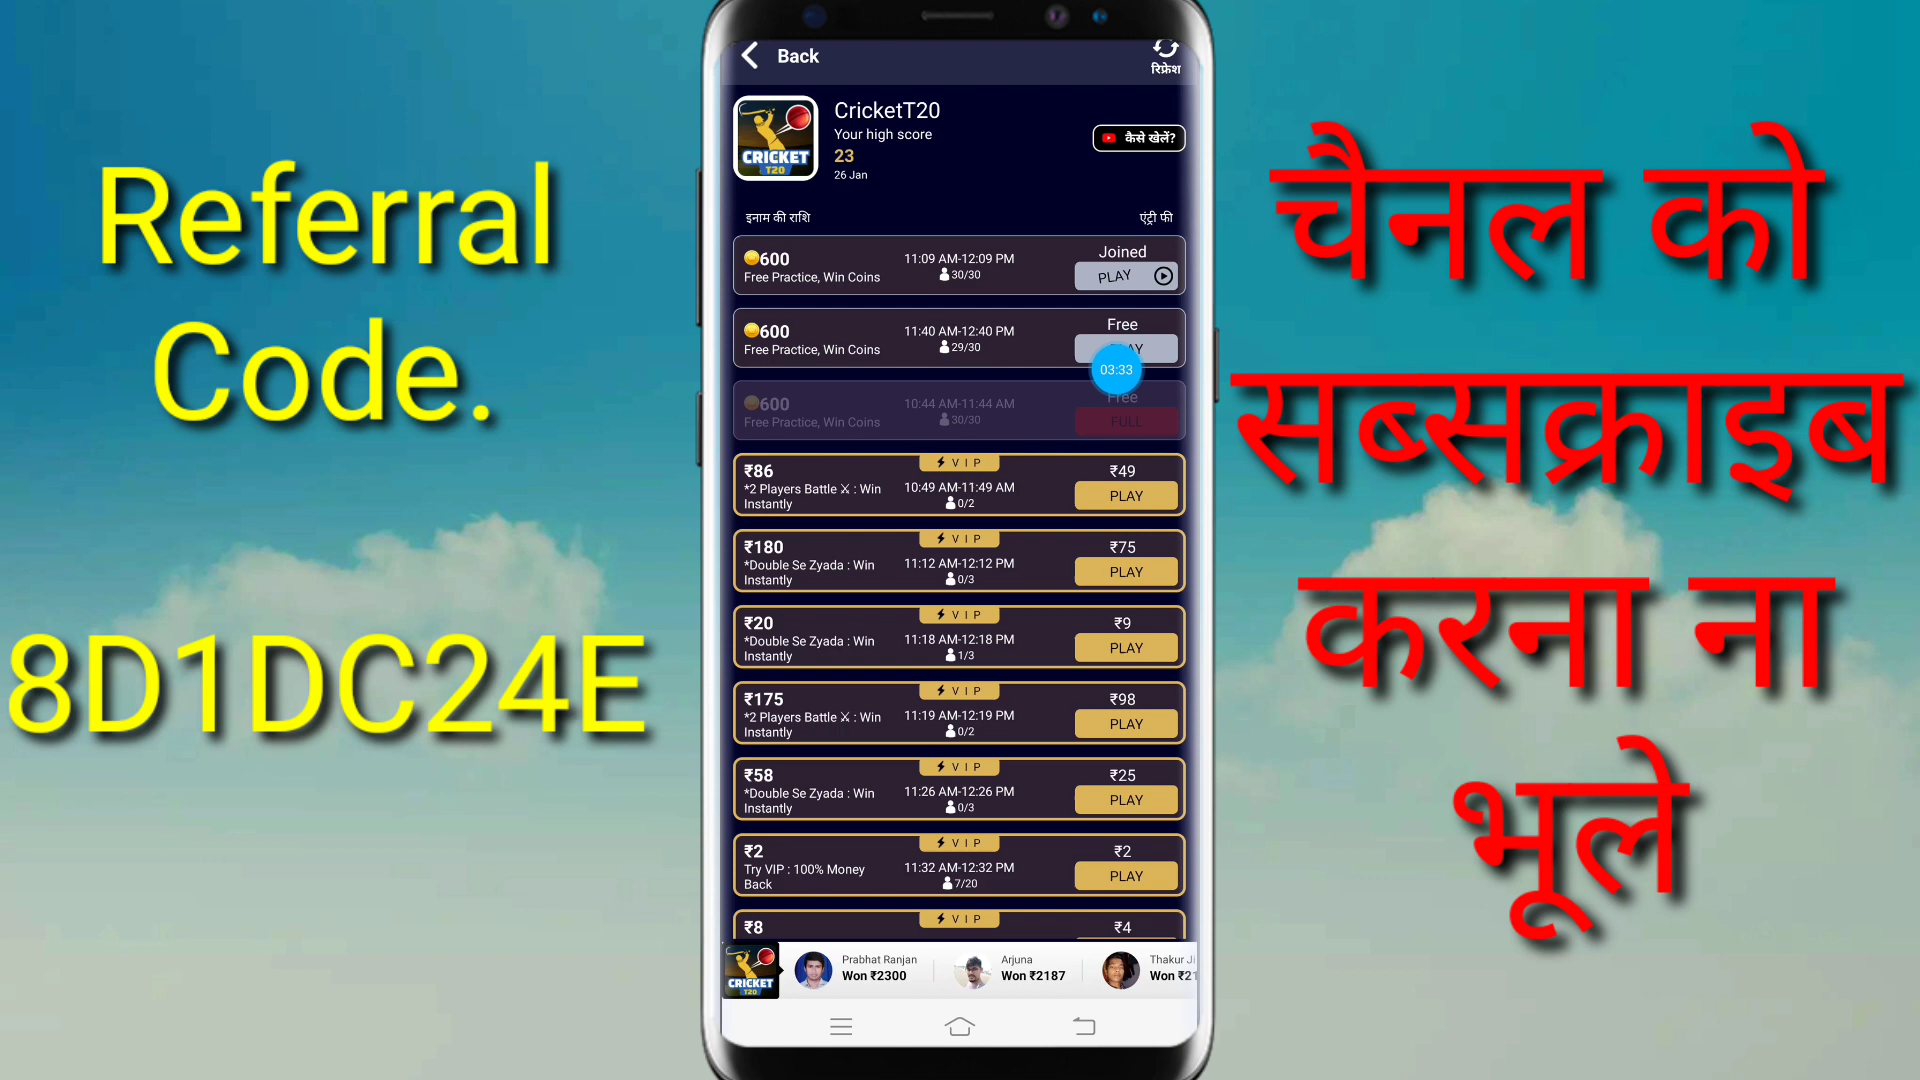 Referral
Code.
8D1DC24E
Back
रिफ्रेश
CRICKET
T20
CricketT20
Your high score
23
26 Jan
कैसे खेलें?
इनाम की राशि
एंट्री फी
600
Free Practice, Win Coins
11:09 AM-12:09 PM
30/30
Joined
PLAY
600
Free Practice, Win Coins
11:40 AM-12:40 PM
29/30
Free
03:33
600
Free Practice, Win Coins
10:44 AM-11:44 AM
30/30
Free
FULL
VIP
₹86
*2 Players Battle ⚔ : Win
Instantly
10:49 AM-11:49 AM
0/2
₹49
PLAY
VIP
₹180
*Double Se Zyada : Win
Instantly
11:12 AM-12:12 PM
0/3
₹75
PLAY
VIP
₹20
*Double Se Zyada : Win
Instantly
11:18 AM-12:18 PM
1/3
₹9
PLAY
VIP
₹175
*2 Players Battle ⚔ : Win
Instantly
11:19 AM-12:19 PM
0/2
₹98
PLAY
VIP
₹58
*Double Se Zyada : Win
Instantly
11:26 AM-12:26 PM
0/3
₹25
PLAY
VIP
₹2
Try VIP : 100% Money
Back
11:32 AM-12:32 PM
7/20
₹2
PLAY
VIP
₹8
₹4
CRICKET
T20
Prabhat Ranjan
Won ₹2300
Arjuna
Won ₹2187
Thakur Ji
Won ₹21
चैनल को
सब्सक्राइब
करना ना
भूले